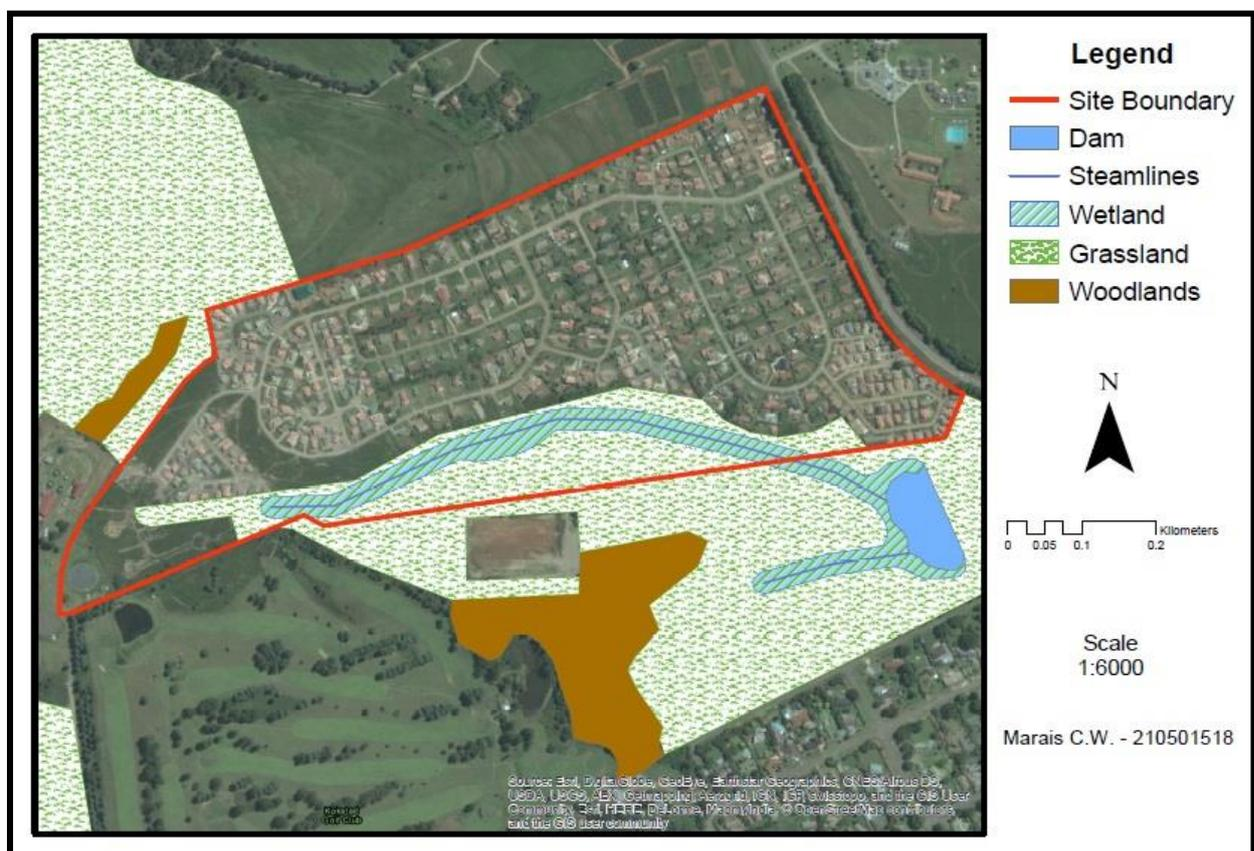 Legend
Site Boundary
Dam
Steamlines
Wetland
Grassland
Woodlands
N
Kilometers
0 0.05 0.1 0.2
Scale
1:6000
Marais C.W. - 210501518
Source: Esri, DigitalGlobe, GeoEye, Earthstar Geographics, CNES/Airbus DS,
USDA, USGS, AEX, Getmapping, Aerogrid, IGN, IGP, swisstopo, and the GIS User
Community, Esri, HERE, DeLorme, MapmyIndia, © OpenStreetMap contributors,
and the GIS user community
Golf Club